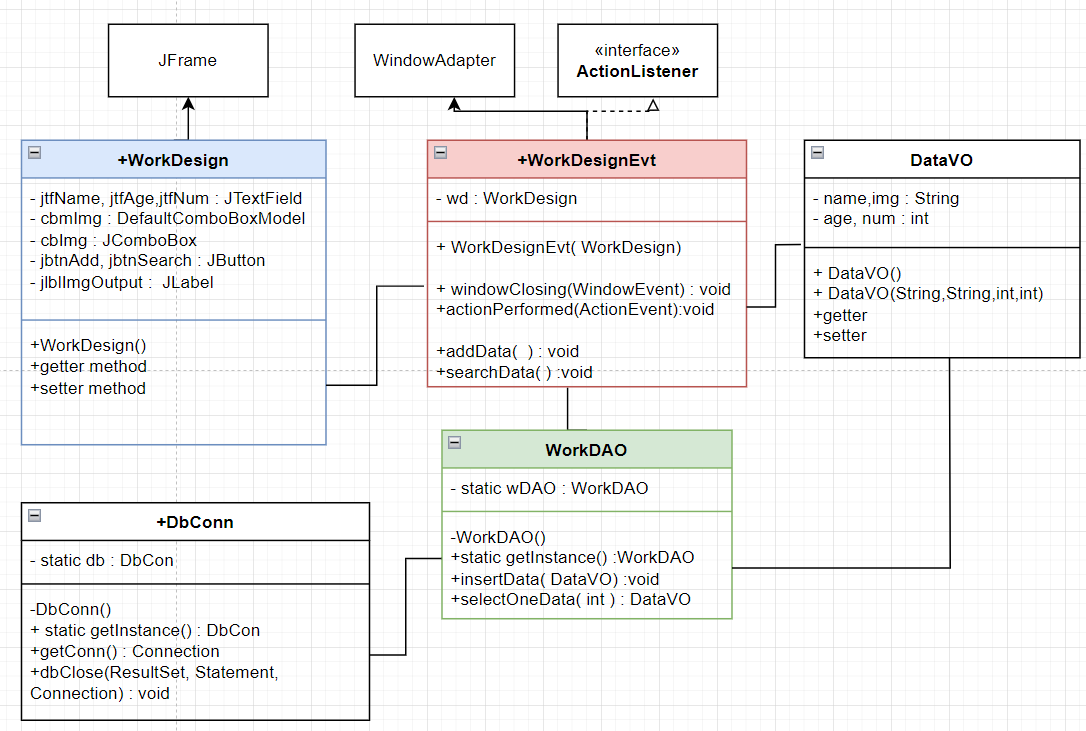 JFrame
WindowAdapter
«interface»
ActionListener
+WorkDesign
- jtfName, jtfAge,jtfNum : JTextField
- cbmImg : DefaultComboBoxModel
- cbImg : JComboBox
- jbtnAdd, jbtnSearch : JButton
- jlblImgOutput : JLabel
+WorkDesign()
+getter method
+setter method
+WorkDesignEvt
- wd : WorkDesign
+ WorkDesignEvt( WorkDesign)
+ windowClosing(WindowEvent) : void
+actionPerformed(ActionEvent):void
+addData( ) : void
+searchData( ) :void
DataVO
- name,img : String
- age, num : int
+ DataVO()
+ DataVO(String,String,int,int)
+getter
+setter
WorkDAO
- static wDAO : WorkDAO
-WorkDAO()
+static getInstance() :WorkDAO
+insertData( DataVO) :void
+selectOneData( int ) : DataVO
+DbConn
- static db : DbCon
-DbConn()
+ static getInstance() : DbCon
+getConn() : Connection
+dbClose(ResultSet, Statement,
Connection) : void